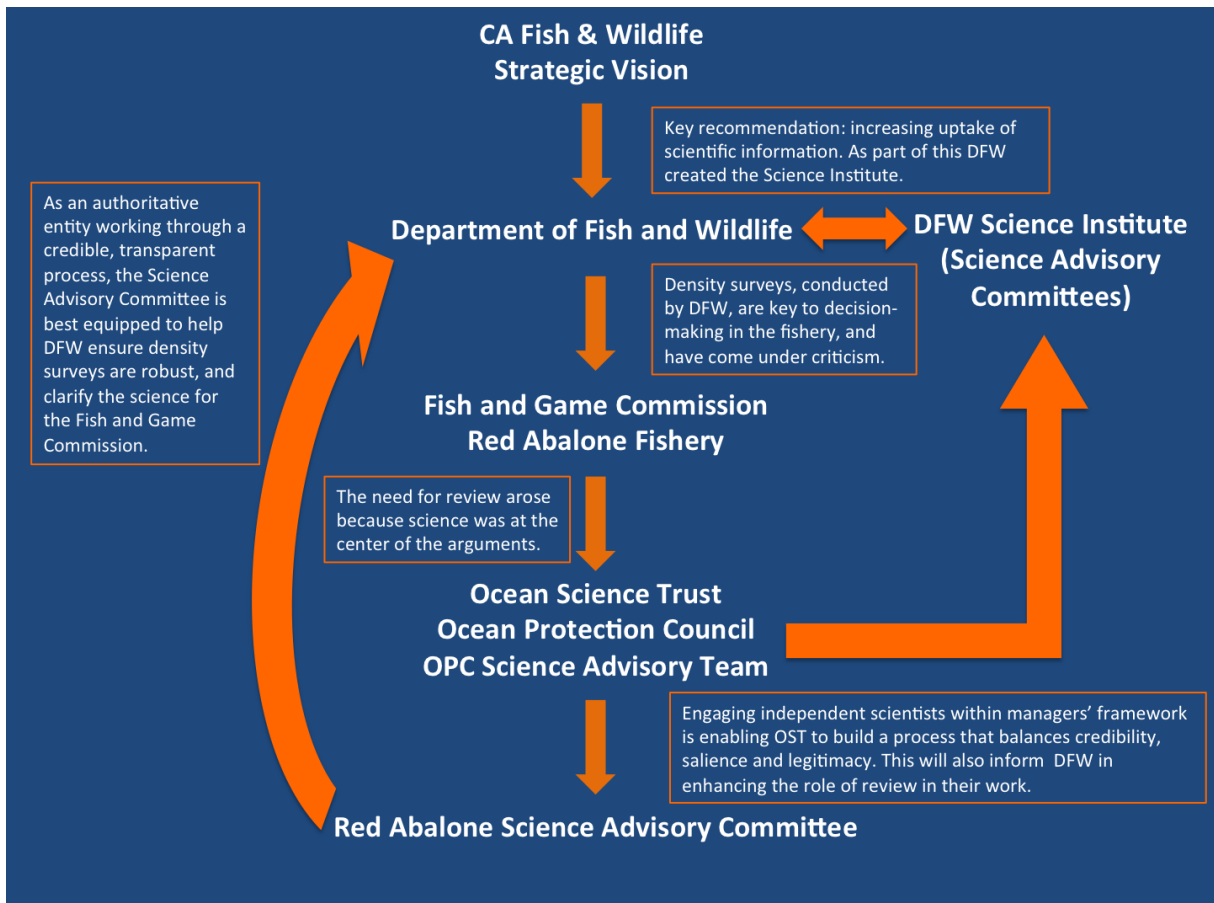 CA Fish & Wildlife
Strategic Vision
Key recommendation: increasing uptake of
scientific information. As part of this DFW
created the Science Institute.
As an authoritative
entity working through a
credible, transparent
process, the Science
Advisory Committee is
best equipped to help
DFW ensure density
surveys are robust, and
clarify the science for
the Fish and Game
Commission.
Department of Fish and Wildlife
DFW Science Institute
(Science Advisory
Committees)
Density surveys, conducted
by DFW, are key to decision-
making in the fishery, and
have come under criticism.
Fish and Game Commission
Red Abalone Fishery
The need for review arose
because science was at the
center of the arguments.
Ocean Science Trust
Ocean Protection Council
OPC Science Advisory Team
Engaging independent scientists within managers’ framework
is enabling OST to build a process that balances credibility,
salience and legitimacy. This will also inform  DFW in
enhancing the role of review in their work.
Red Abalone Science Advisory Committee